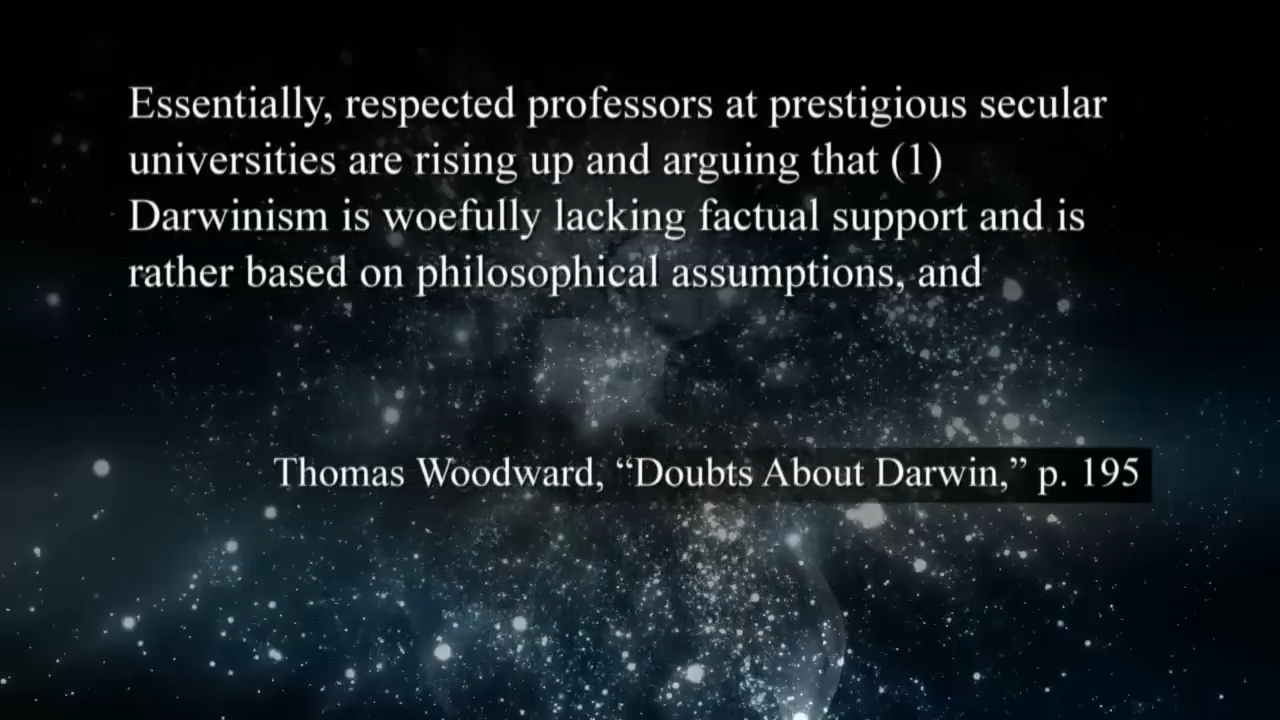 Essentially, respected professors at prestigious secular
universities are rising up and arguing that (1)
Darwinism is woefully lacking factual support and is
rather based on philosophical assumptions, and
Thomas Woodward, “Doubts About Darwin,” p. 195